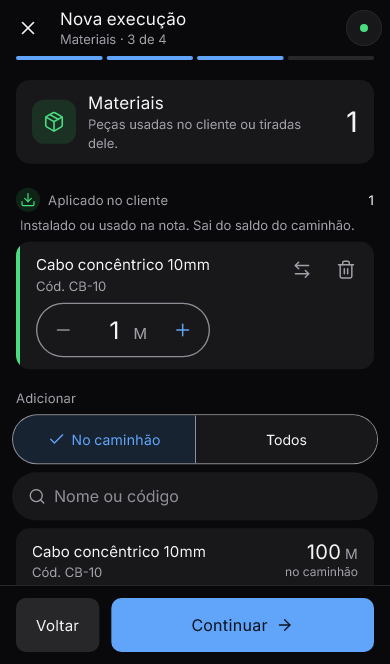 Nova execução
Materiais · 3 de 4
Materiais
Peças usadas no cliente ou tiradas
dele.
1
Aplicado no cliente
1
Instalado ou usado na nota. Sai do saldo do caminhão.
Cabo concêntrico 10mm
Cód. CB-10
1 M
Adicionar
No caminhão
Todos
Nome ou código
Cabo concêntrico 10mm
Cód. CB-10
100 M
no caminhão
Voltar
Continuar